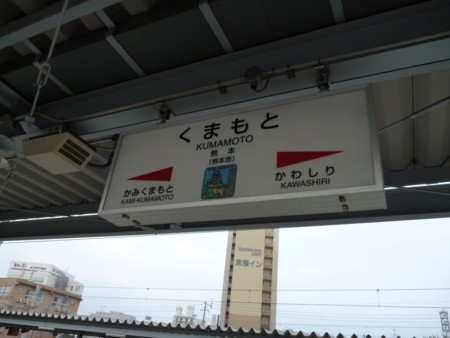 くまもと
KUMAMOTO
熊本
(熊本市)
かみくまもと
KAMI-KUMAMOTO
かわしり
KAWASHIRI
東横イン